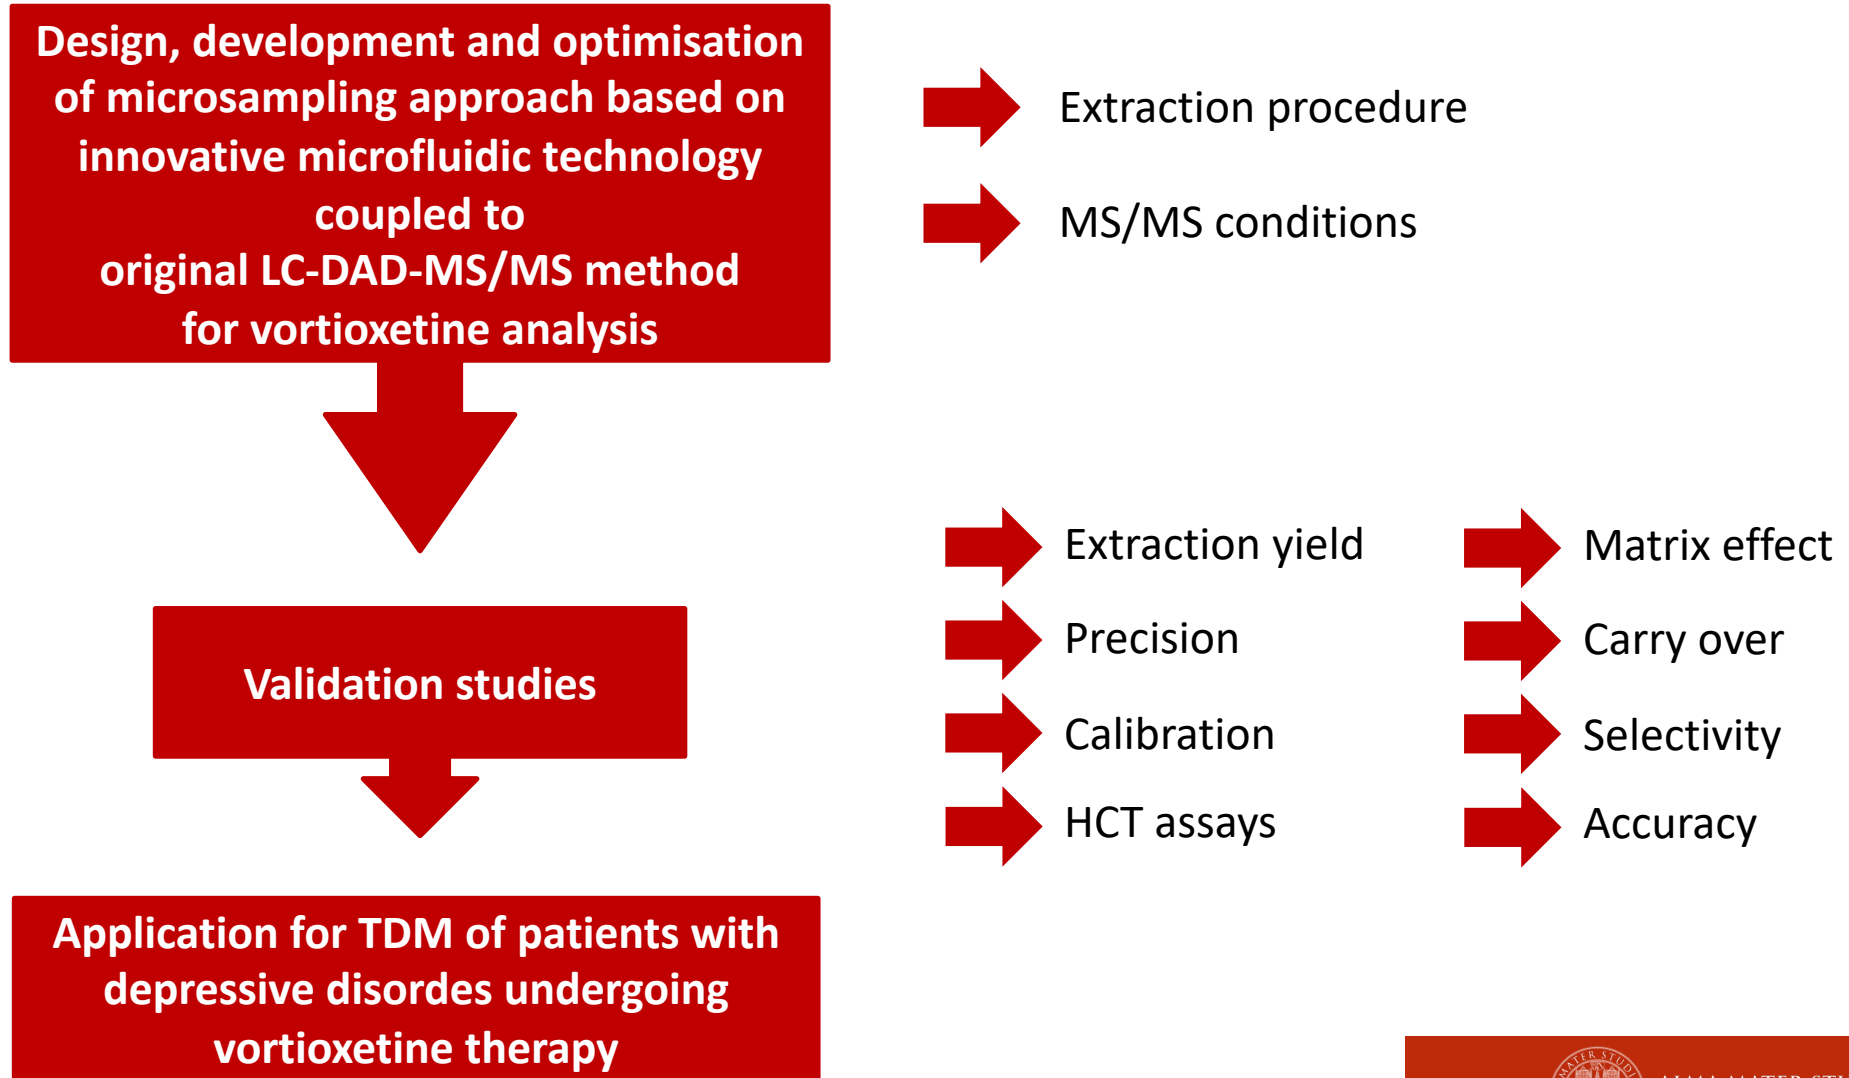 Design, development and optimisation
of microsampling approach based on
innovative microfluidic technology
coupled to
original LC-DAD-MS/MS method
for vortioxetine analysis
Extraction procedure
MS/MS conditions
Validation studies
Extraction yield
Precision
Calibration
HCT assays
Matrix effect
Carry over
Selectivity
Accuracy
Application for TDM of patients with
depressive disordes undergoing
vortioxetine therapy